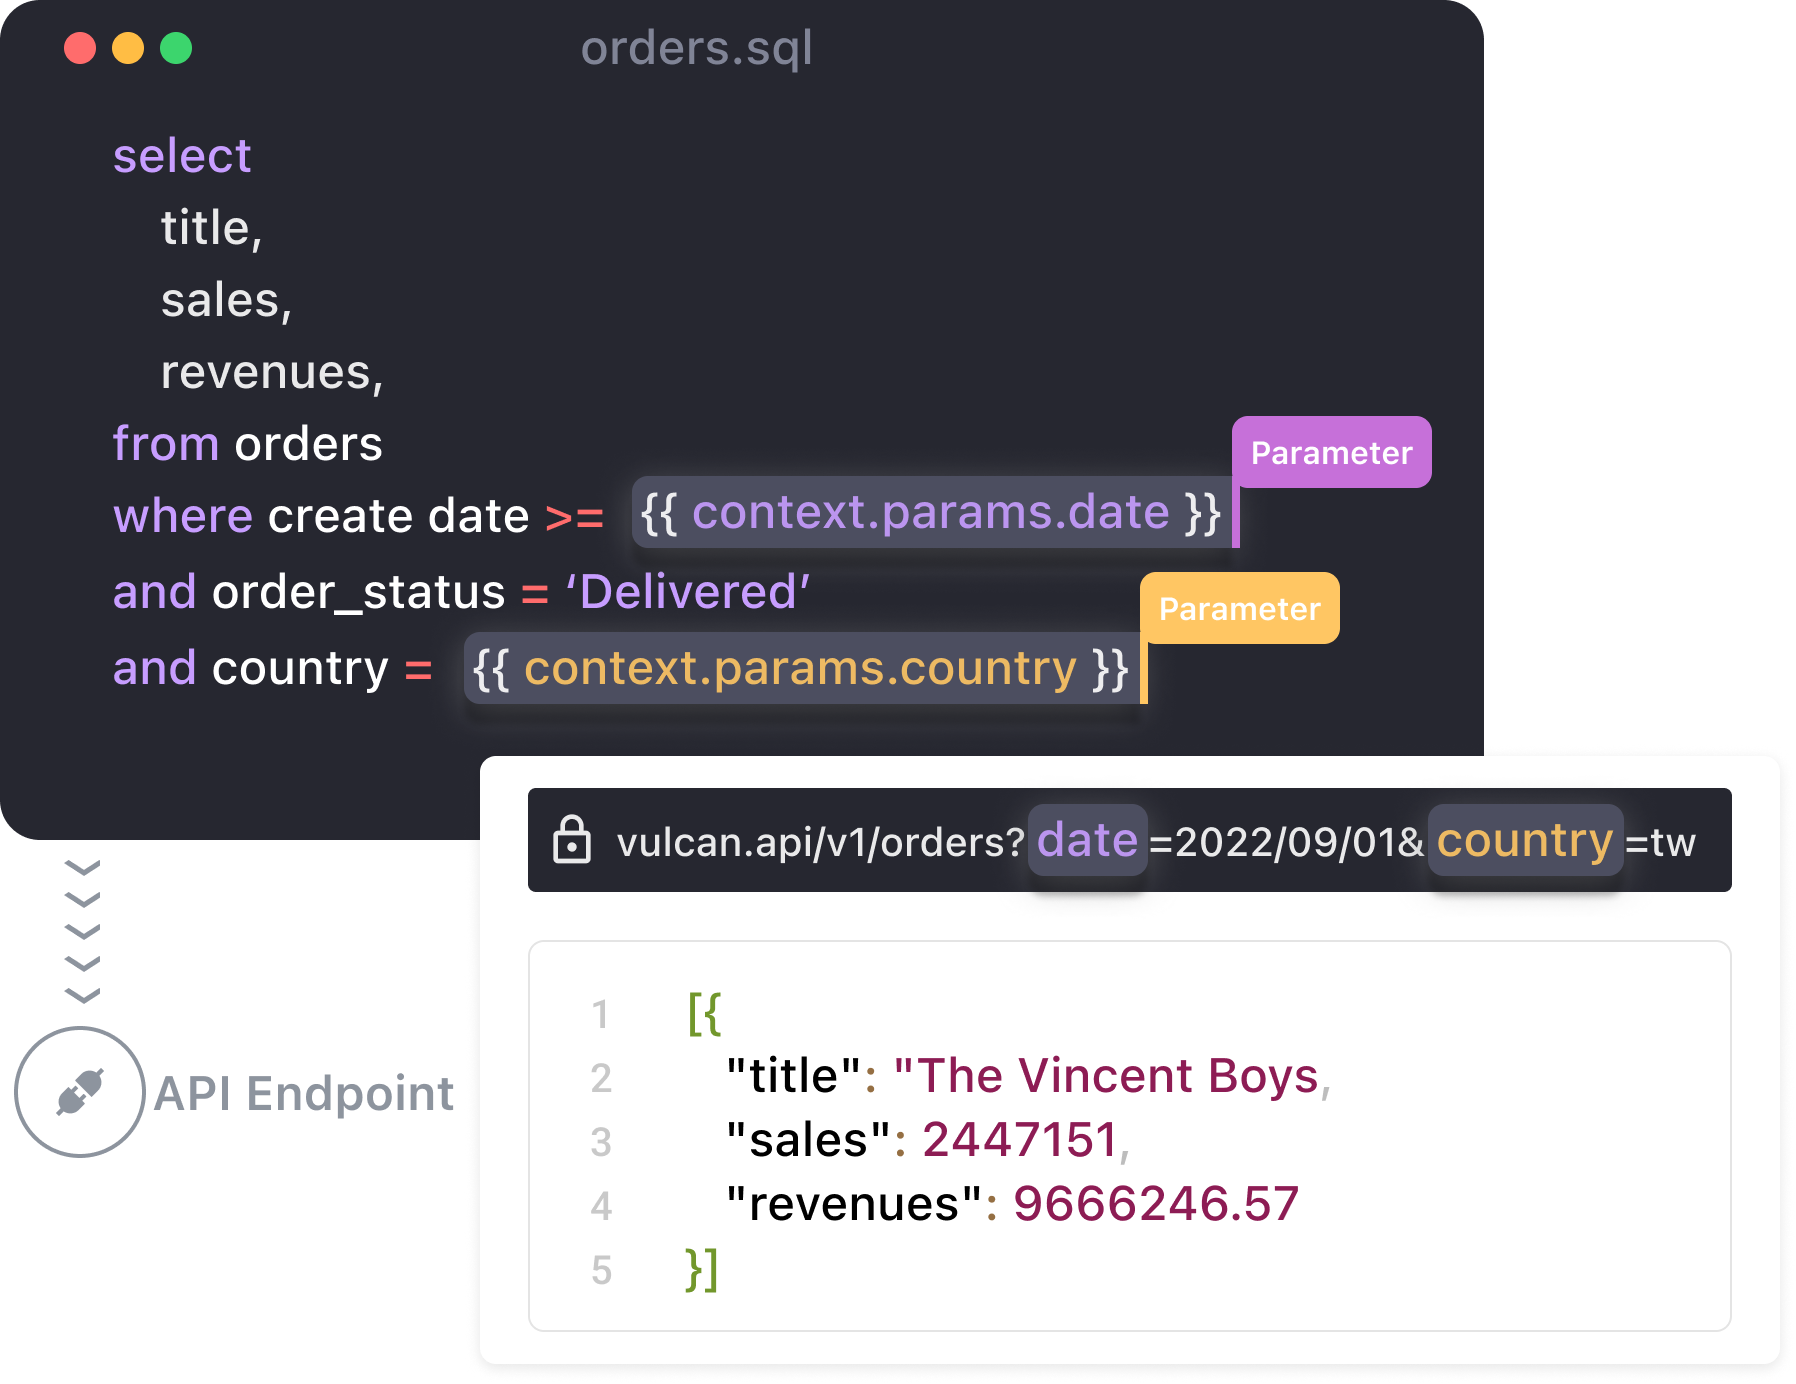 orders.sql
select
title,
sales,
revenues,
from orders
Parameter
where create date >= {{ context.params.date }}
and order_status = ‘Delivered’
Parameter
and country = {{ context.params.country }}
vulcan.api/v1/orders?date=2022/09/01&country=tw
1 [{
2 "title": "The Vincent Boys,
3 "sales": 2447151,
4 "revenues": 9666246.57
5 }]
API Endpoint